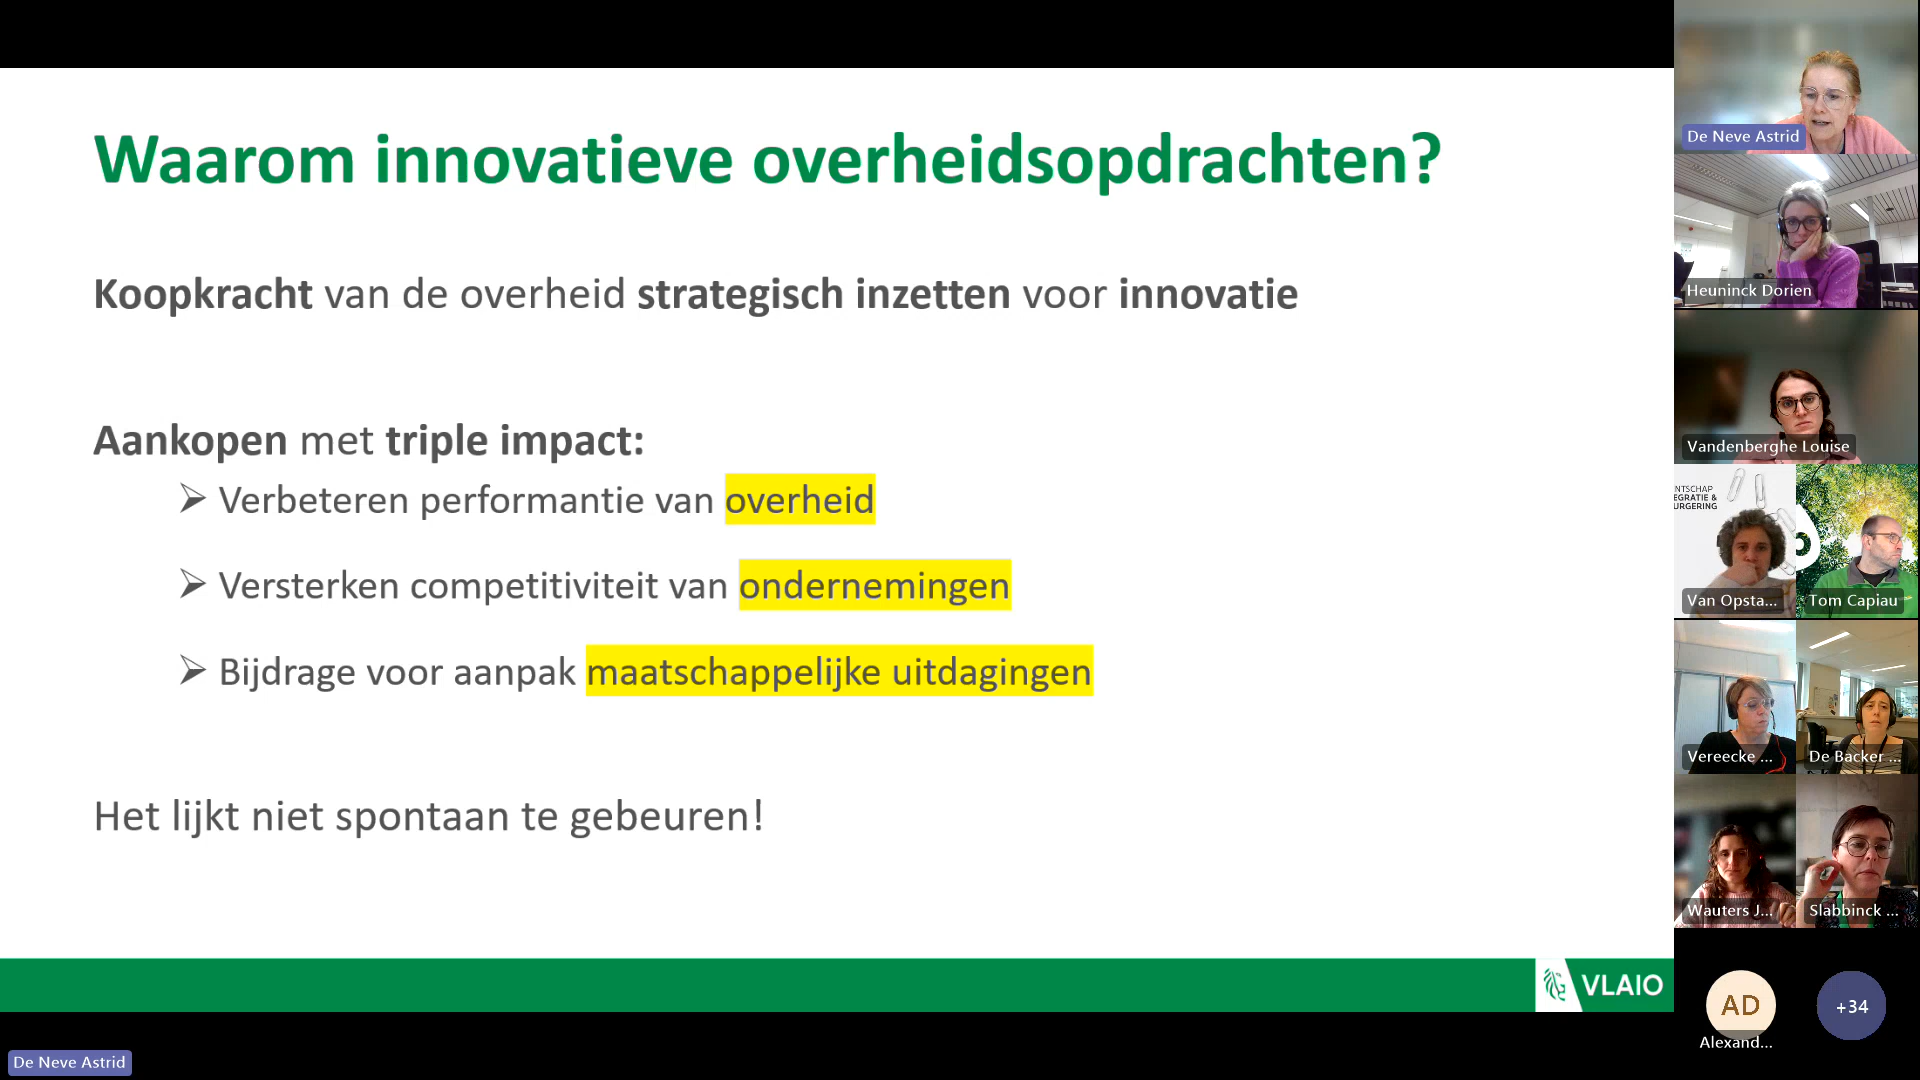 Waarom innovatieve overheidsopdrachten?
Koopkracht van de overheid strategisch inzetten voor innovatie
Aankopen met triple impact:
➢ Verbeteren performantie van overheid
➢ Versterken competitiviteit van ondernemingen
➢ Bijdrage voor aanpak maatschappelijke uitdagingen
Het lijkt niet spontaan te gebeuren!
VLAIO
De Neve Astrid
De Neve Astrid
Heuninck Dorien
Vandenberghe Louise
NTSCHAP
EGRATIE &
URGERING
Van Opsta...
Tom Capiau
Vereecke ...
De Backer ...
Wauters J...
Slabbinck ...
AD
Alexand...
+34